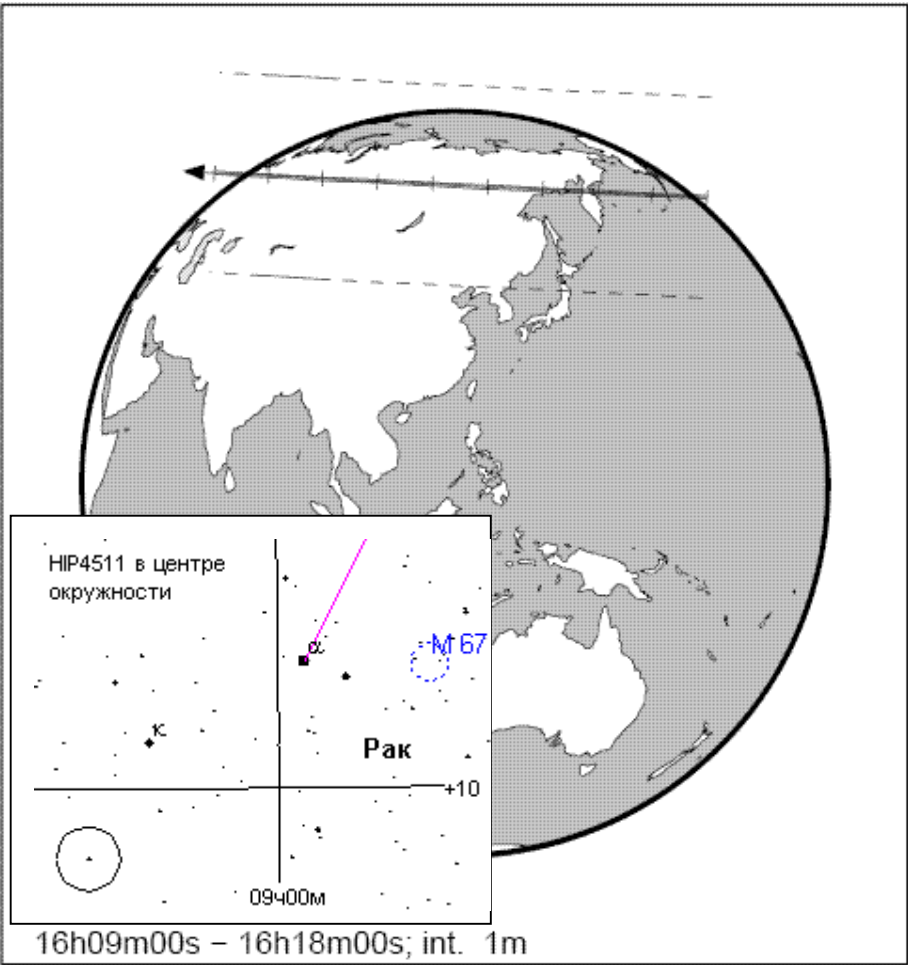 HIP4511 в центре
окружности
α
М 67
κ
Рак
+10
09ч00м
16h09m00s – 16h18m00s; int. 1m